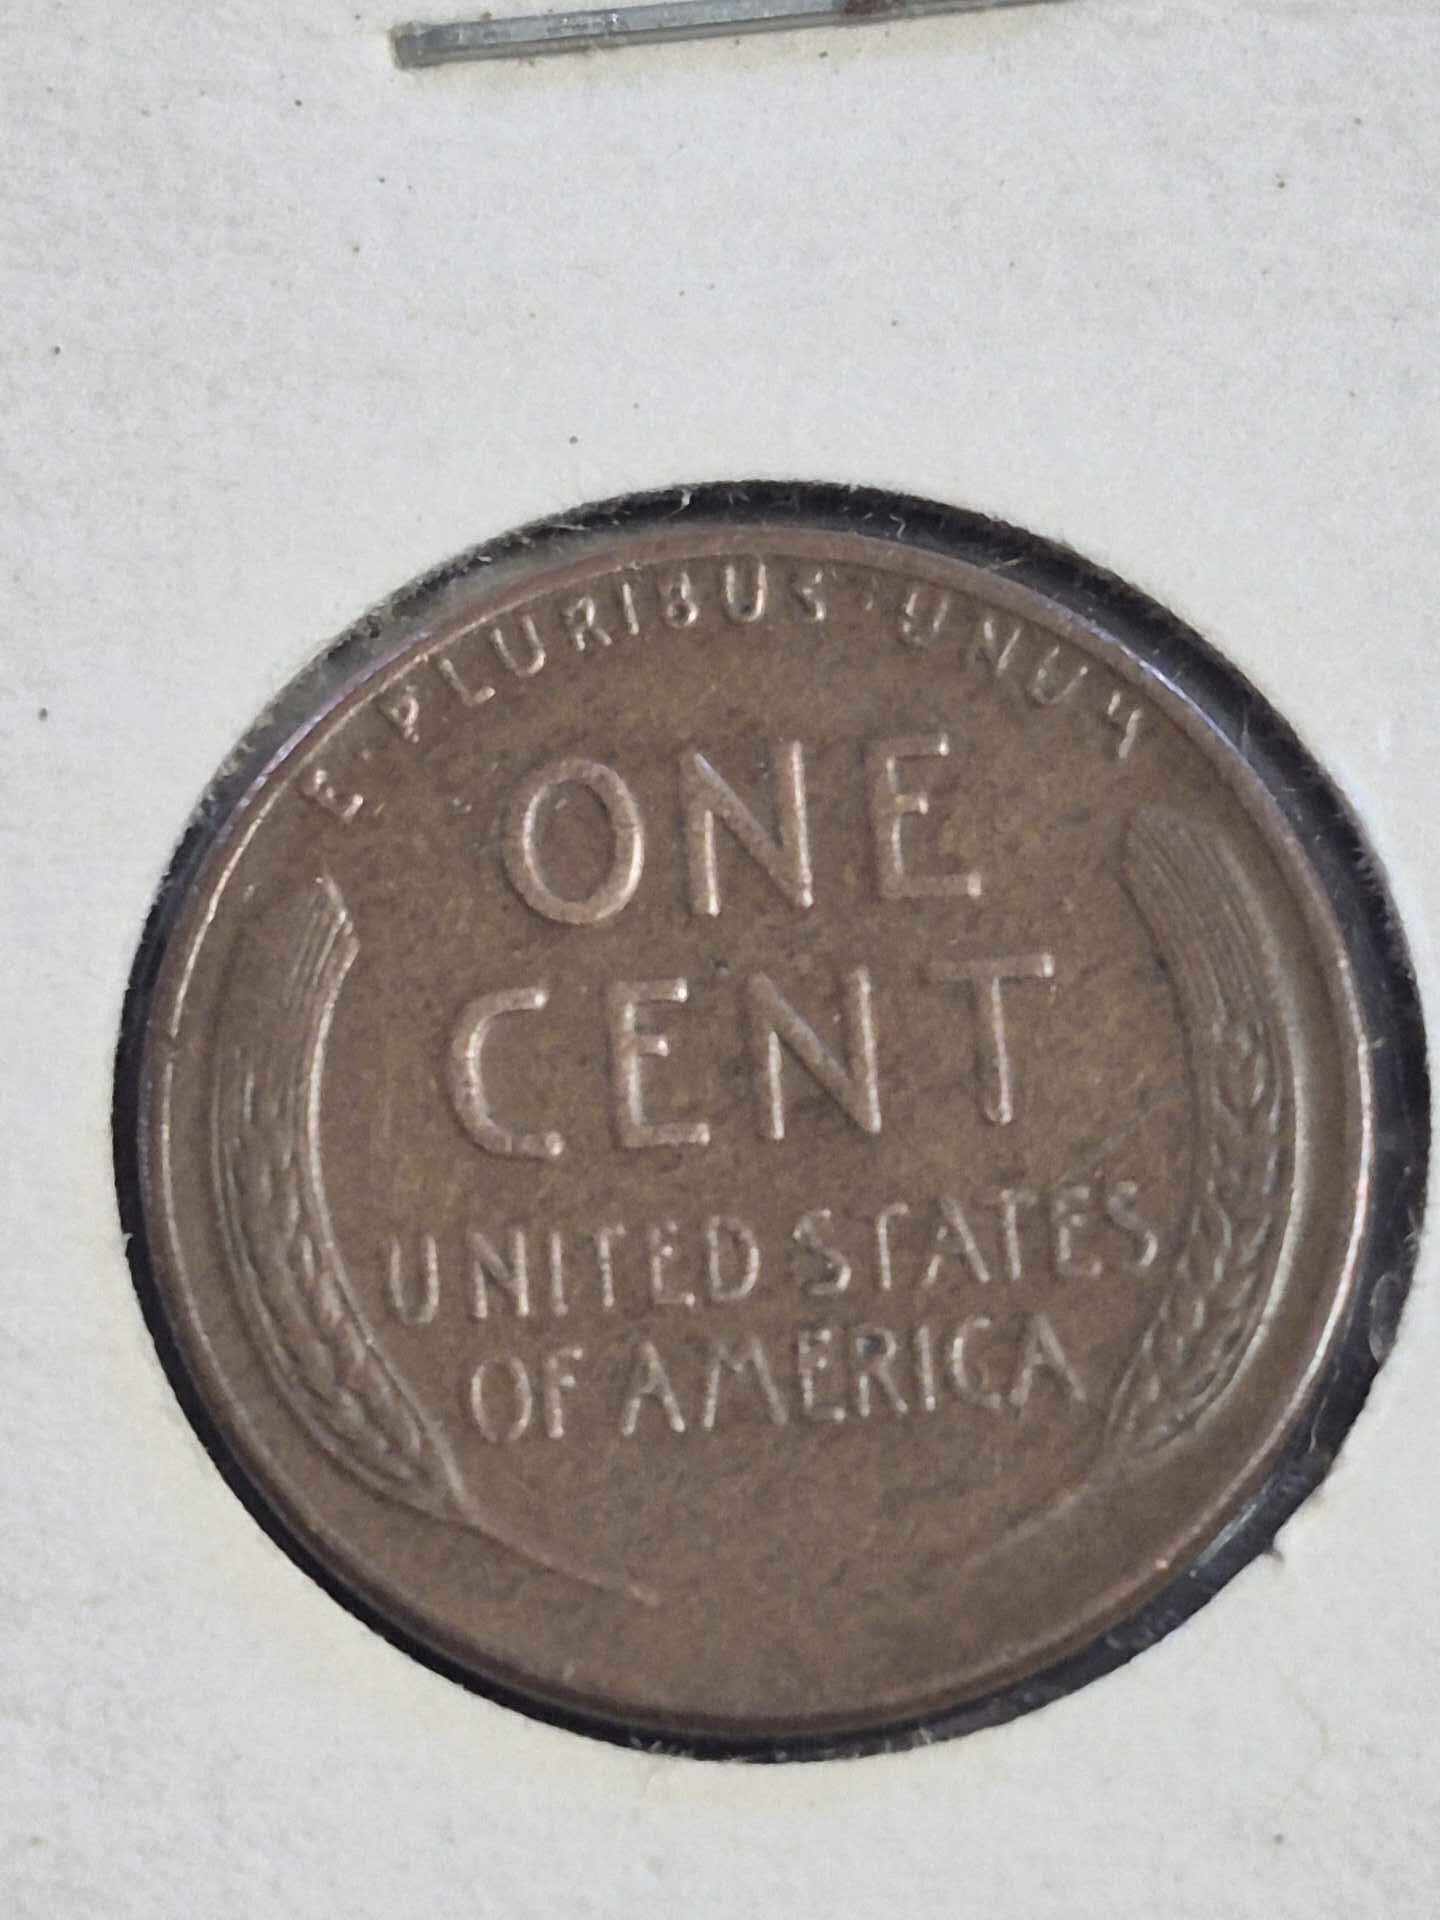 E·PLURIBUS·UNUM
ONE
CENT
UNITED STATES
OF AMERICA